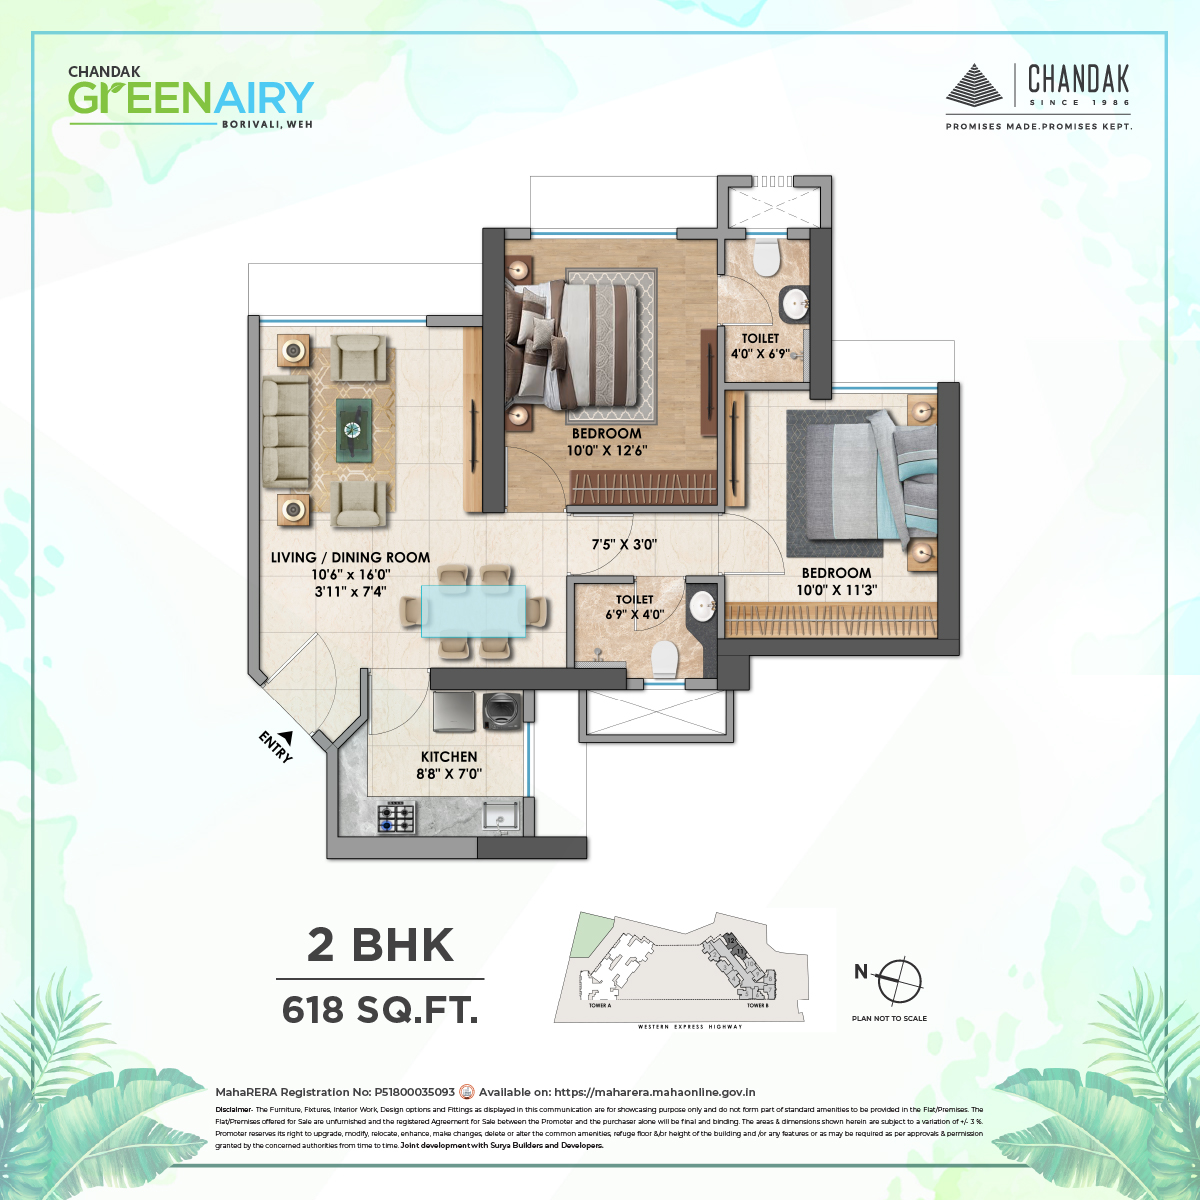 CHANDAK
GREENAIRY
BORIVALI, WEH
CHANDAK
SINCE 1986
PROMISES MADE.PROMISES KEPT.
TOILET
4'0" X 6'9"
BEDROOM
10'0" X 12'6"
7'5" X 3'0"
LIVING / DINING ROOM
10'6" x 16'0"
3'11" x 7'4"
BEDROOM
10'0" X 11'3"
TOILET
6'9" X 4'0"
ENTRY
KITCHEN
8'8" X 7'0"
2 BHK
618 SQ.FT.
TOWER A
TOWER B
WESTERN EXPRESS HIGHWAY
N
PLAN NOT TO SCALE
MahaRERA Registration No: P51800035093 Available on: https://maharera.mahaonline.gov.in
Disclaimer- The Furniture, Fixtures, Interior Work, Design options and Fittings as displayed in this communication are for showcasing purpose only and do not form part of standard amenities to be provided in the Flat/Premises. The
Flat/Premises offered for Sale are unfurnished and the registered Agreement for Sale between the Promoter and the purchaser alone will be final and binding. The areas & dimensions shown herein are subject to a variation of +/- 3 %.
Promoter reserves its right to upgrade, modify, relocate, enhance, make changes, delete or alter the common amenities, refuge floor &/or height of the building and /or any features or as may be required as per approvals & permission
granted by the concerned authorities from time to time. Joint development with Surya Builders and Developers.